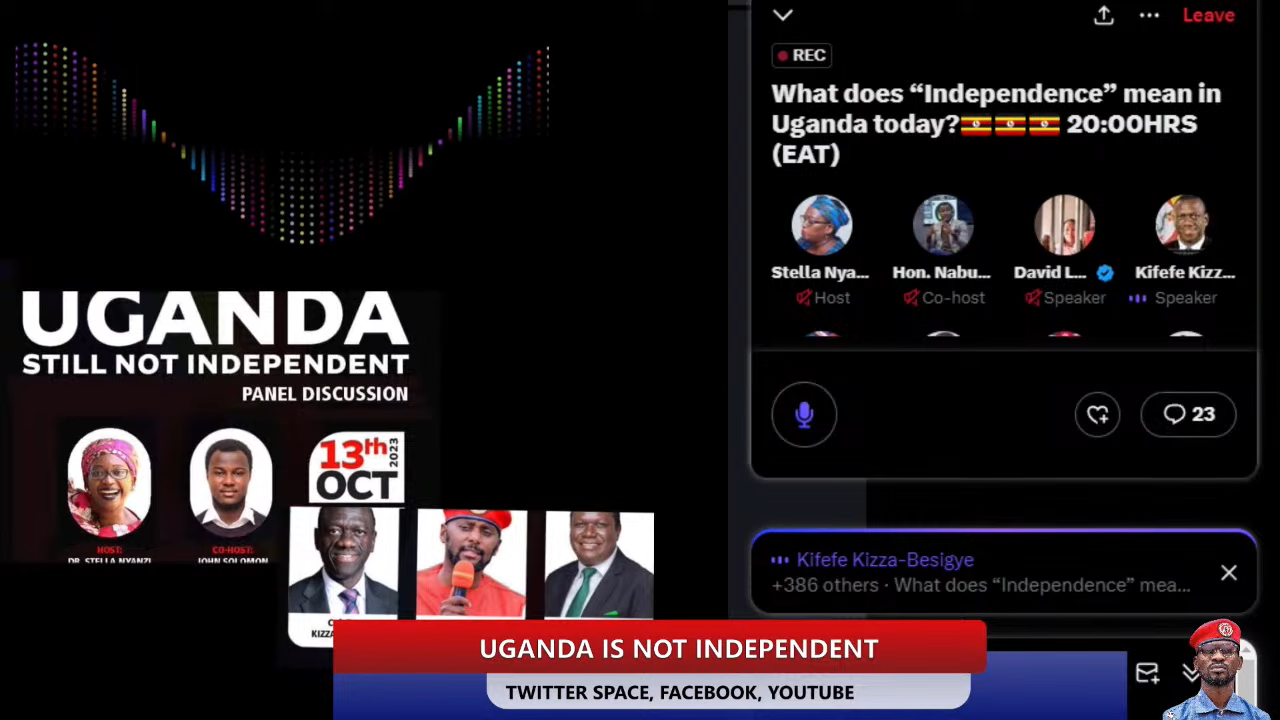 Leave
REC
What does “Independence” mean in
Uganda today?🇺🇬🇺🇬🇺🇬 20:00HRS
(EAT)
Stella Nya... Hon. Nabu... David L... Kifefe Kizz...
Host Co-host Speaker Speaker
23
Kifefe Kizza-Besigye
+386 others · What does “Independence” mea...
UGANDA
STILL NOT INDEPENDENT
PANEL DISCUSSION
13th
OCT
2023
HOST:
DR. STELLA NYANZI
CO-HOST:
JOHN SOLOMON
KIZZA
UGANDA IS NOT INDEPENDENT
TWITTER SPACE, FACEBOOK, YOUTUBE